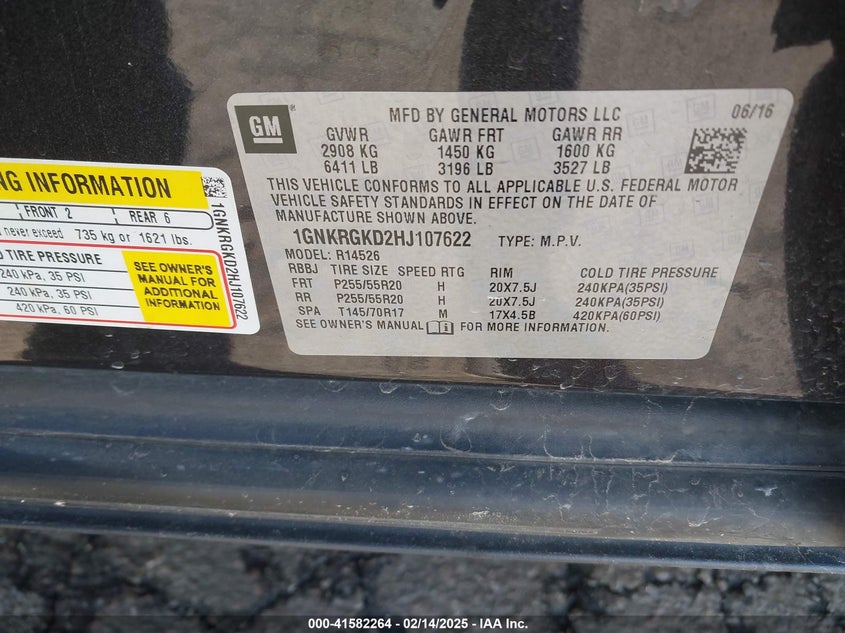 GM
MFD BY GENERAL MOTORS LLC 06/16
GVWR GAWR FRT GAWR RR
2908 KG 1450 KG 1600 KG
6411 LB 3196 LB 3527 LB
THIS VEHICLE CONFORMS TO ALL APPLICABLE U.S. FEDERAL MOTOR
VEHICLE SAFETY STANDARDS IN EFFECT ON THE DATE OF
MANUFACTURE SHOWN ABOVE.
1GNKRGKD2HJ107622 TYPE: M.P.V.
MODEL: R14526
RBBJ TIRE SIZE SPEED RTG RIM COLD TIRE PRESSURE
FRT P255/55R20 H 20X7.5J 240KPA(35PSI)
RR P255/55R20 H 20X7.5J 240KPA(35PSI)
SPA T145/70R17 M 17X4.5B 420KPA(60PSI)
SEE OWNER'S MANUAL FOR MORE INFORMATION.
NG INFORMATION
FRONT 2 REAR 6
never exceed 735 kg or 1621 lbs.
LD TIRE PRESSURE
240 kPa, 35 PSI
240 kPa, 35 PSI
420 kPa, 60 PSI
SEE OWNER'S
MANUAL FOR
ADDITIONAL
INFORMATION
1GNKRGKD2HJ107622
000-41582264 - 02/14/2025 - IAA Inc.